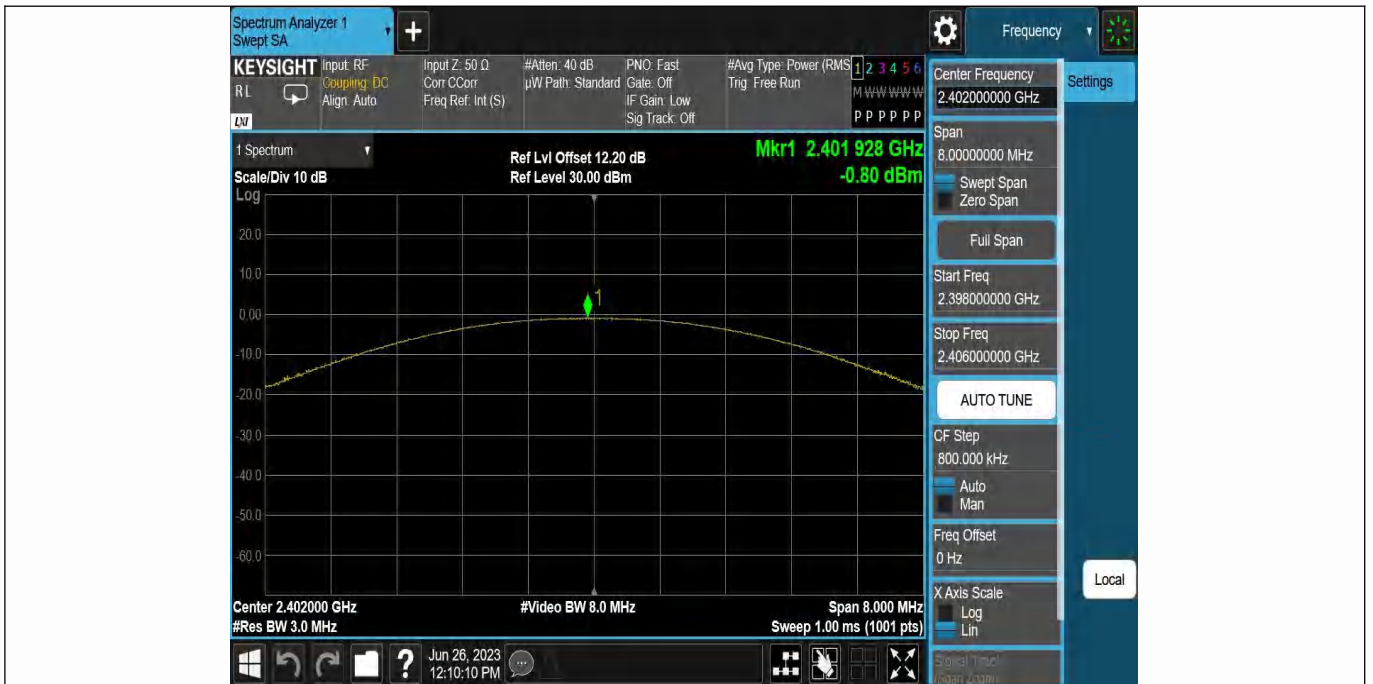 Spectrum Analyzer 1
Swept SA
+
Frequency
KEYSIGHT
RL
LXI
Input: RF
Coupling: DC
Align: Auto
Input Z: 50 Ω
Corr CCorr
Freq Ref: Int (S)
#Atten: 40 dB
µW Path: Standard
PNO: Fast
Gate: Off
IF Gain: Low
Sig Track: Off
#Avg Type: Power (RMS
Trig: Free Run
1 2 3 4 5 6
M W W W W W
P P P P P P
1 Spectrum
Scale/Div 10 dB
Log
Ref Lvl Offset 12.20 dB
Ref Level 30.00 dBm
Mkr1 2.401 928 GHz
-0.80 dBm
20.0
10.0
0.00
-10.0
-20.0
-30.0
-40.0
-50.0
-60.0
1
Center 2.402000 GHz
#Res BW 3.0 MHz
#Video BW 8.0 MHz
Span 8.000 MHz
Sweep 1.00 ms (1001 pts)
Center Frequency
2.402000000 GHz
Settings
Span
8.00000000 MHz
Swept Span
Zero Span
Full Span
Start Freq
2.398000000 GHz
Stop Freq
2.406000000 GHz
AUTO TUNE
CF Step
800.000 kHz
Auto
Man
Freq Offset
0 Hz
X Axis Scale
Log
Lin
Signal Track
(Span Zoom)
Local
?
Jun 26, 2023
12:10:10 PM